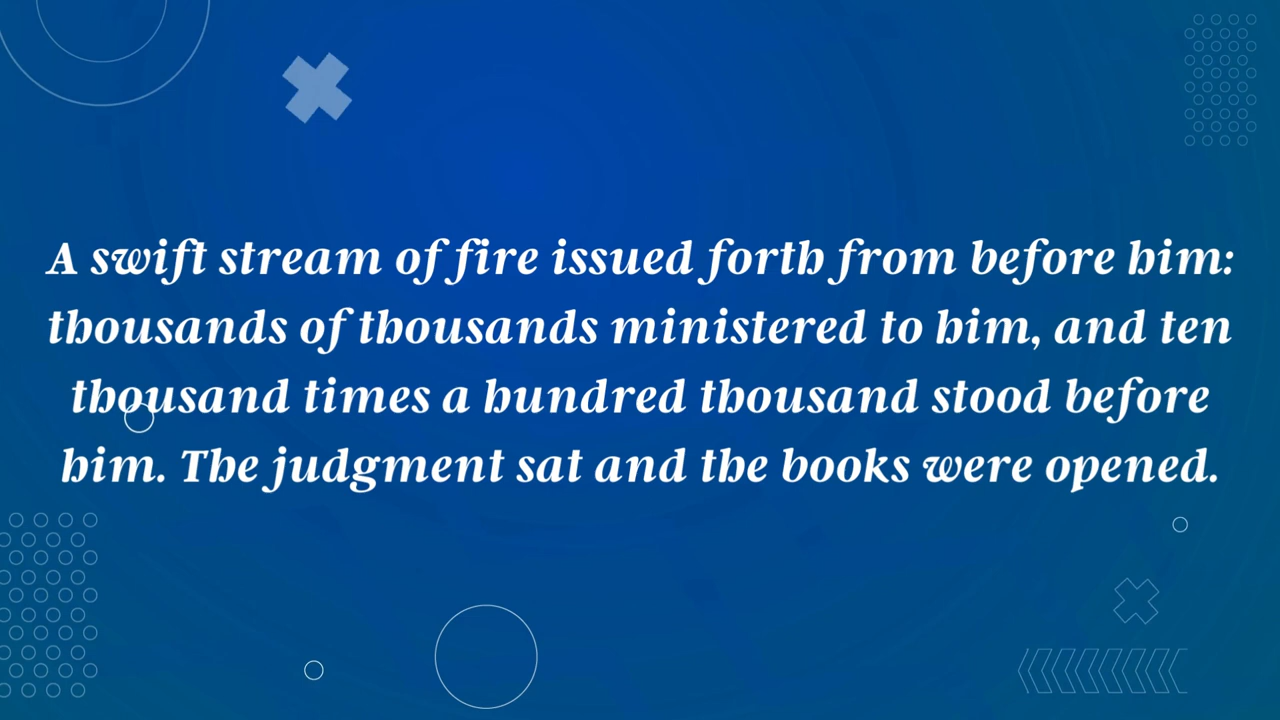 A swift stream of fire issued forth from before him:
thousands of thousands ministered to him, and ten
thousand times a hundred thousand stood before
him. The judgment sat and the books were opened.